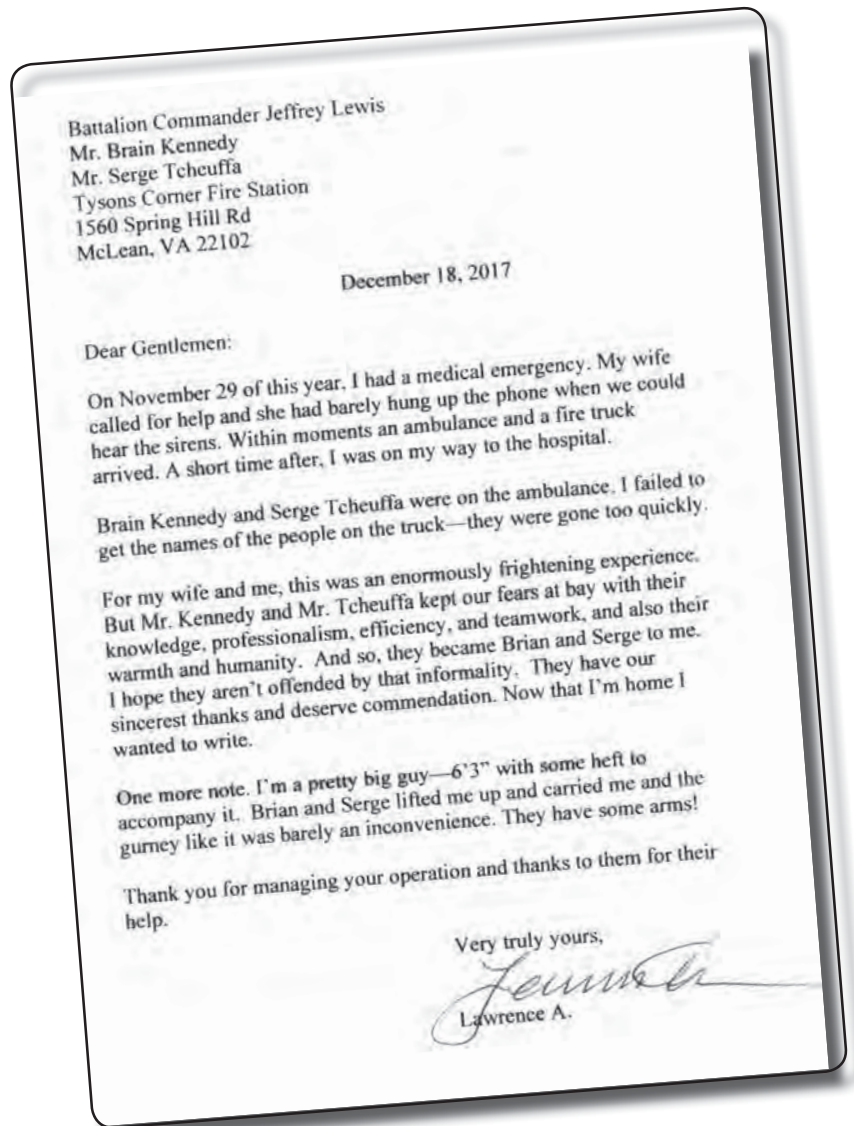 Battalion Commander Jeffrey Lewis
Mr. Brain Kennedy
Mr. Serge Tcheuffa
Tysons Corner Fire Station
1560 Spring Hill Rd
McLean, VA 22102
December 18, 2017
Dear Gentlemen:
On November 29 of this year, I had a medical emergency. My wife
called for help and she had barely hung up the phone when we could
hear the sirens. Within moments an ambulance and a fire truck
arrived. A short time after, I was on my way to the hospital.
Brain Kennedy and Serge Tcheuffa were on the ambulance. I failed to
get the names of the people on the truck—they were gone too quickly.
For my wife and me, this was an enormously frightening experience.
But Mr. Kennedy and Mr. Tcheuffa kept our fears at bay with their
knowledge, professionalism, efficiency, and teamwork, and also their
warmth and humanity. And so, they became Brian and Serge to me.
I hope they aren't offended by that informality. They have our
sincerest thanks and deserve commendation. Now that I'm home I
wanted to write.
One more note. I'm a pretty big guy—6'3" with some heft to
accompany it. Brian and Serge lifted me up and carried me and the
gurney like it was barely an inconvenience. They have some arms!
Thank you for managing your operation and thanks to them for their
help.
Very truly yours,
Lawrence A.